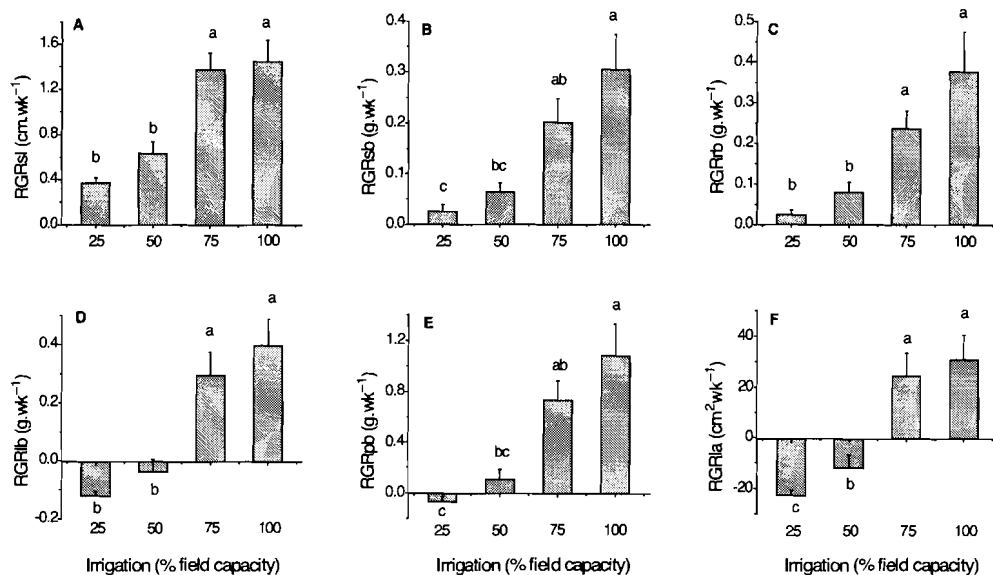 A
RGRsl (cm.wk⁻¹)
1.6
1.2
0.8
0.4
0.0
b
b
a
a
25 50 75 100
B
RGRsb (g.wk⁻¹)
0.4
0.3
0.2
0.1
0.0
c
bc
ab
a
25 50 75 100
C
RGRrb (g.wk⁻¹)
0.5
0.4
0.3
0.2
0.1
0.0
b
b
a
a
25 50 75 100
D
RGRllb (g.wk⁻¹)
0.4
0.2
0.0
-0.2
b
b
a
a
25 50 75 100
Irrigation (% field capacity)
E
RGRpb (g.wk⁻¹)
1.2
0.8
0.4
0.0
c
bc
ab
a
25 50 75 100
Irrigation (% field capacity)
F
RGRla (cm²wk⁻¹)
40
20
0
-20
c
b
a
a
25 50 75 100
Irrigation (% field capacity)